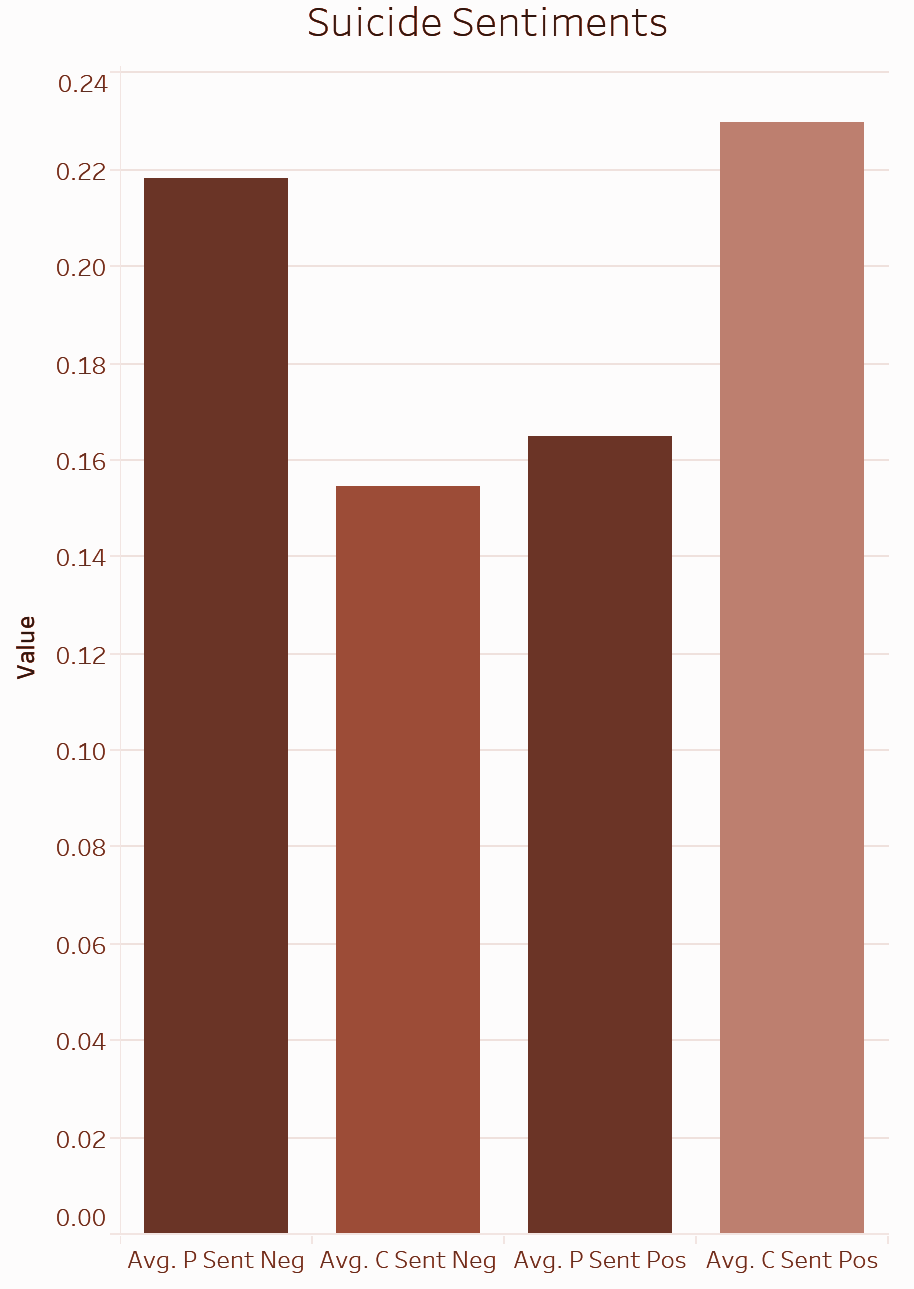 Suicide Sentiments
0.24
0.22
0.20
0.18
0.16
0.14
0.12
0.10
0.08
0.06
0.04
0.02
0.00
Value
Avg. P Sent Neg
Avg. C Sent Neg
Avg. P Sent Pos
Avg. C Sent Pos